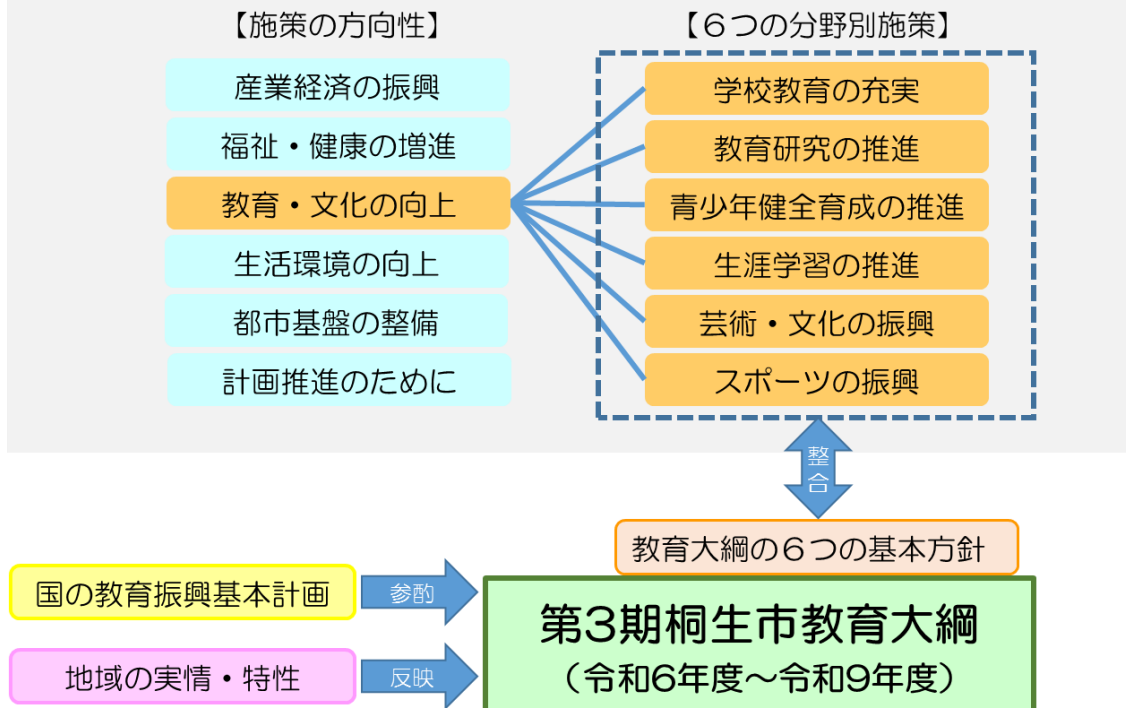 【施策の方向性】
【６つの分野別施策】
産業経済の振興
福祉・健康の増進
教育・文化の向上
生活環境の向上
都市基盤の整備
計画推進のために
学校教育の充実
教育研究の推進
青少年健全育成の推進
生涯学習の推進
芸術・文化の振興
スポーツの振興
整
合
教育大綱の６つの基本方針
国の教育振興基本計画
参酌
地域の実情・特性
反映
第3期桐生市教育大綱
（令和6年度～令和9年度）